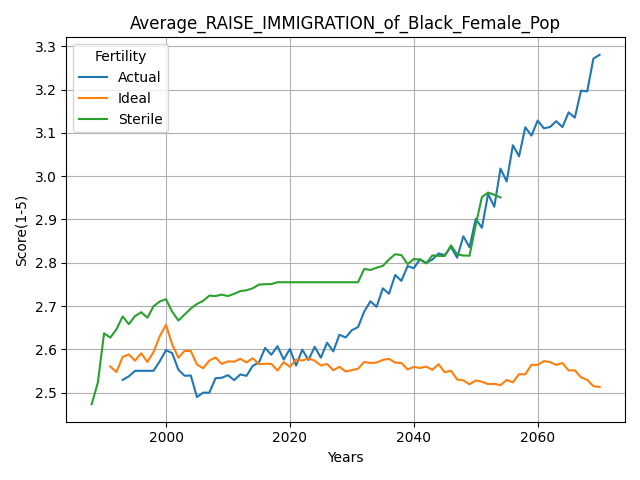 Average_RAISE_IMMIGRATION_of_Black_Female_Pop
3.3
3.2
3.1
3.0
2.9
2.8
2.7
2.6
2.5
Score(1-5)
Fertility
Actual
Ideal
Sterile
2000
2020
2040
2060
Years